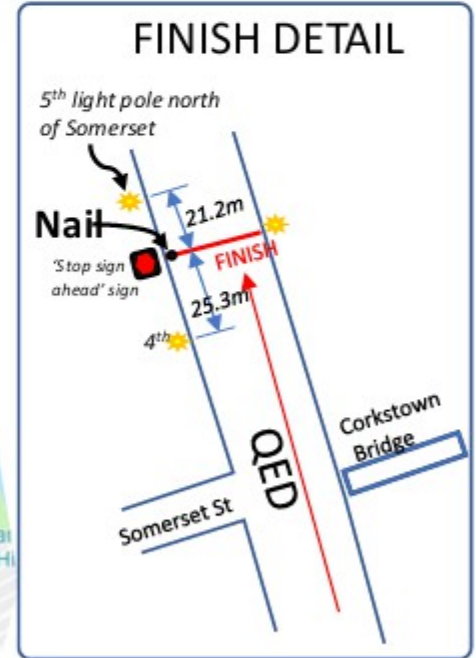 FINISH DETAIL
5th light pole north
of Somerset
21.2m
Nail
'Stop sign
ahead' sign
FINISH
25.3m
4th
QED
Corkstown
Bridge
Somerset St